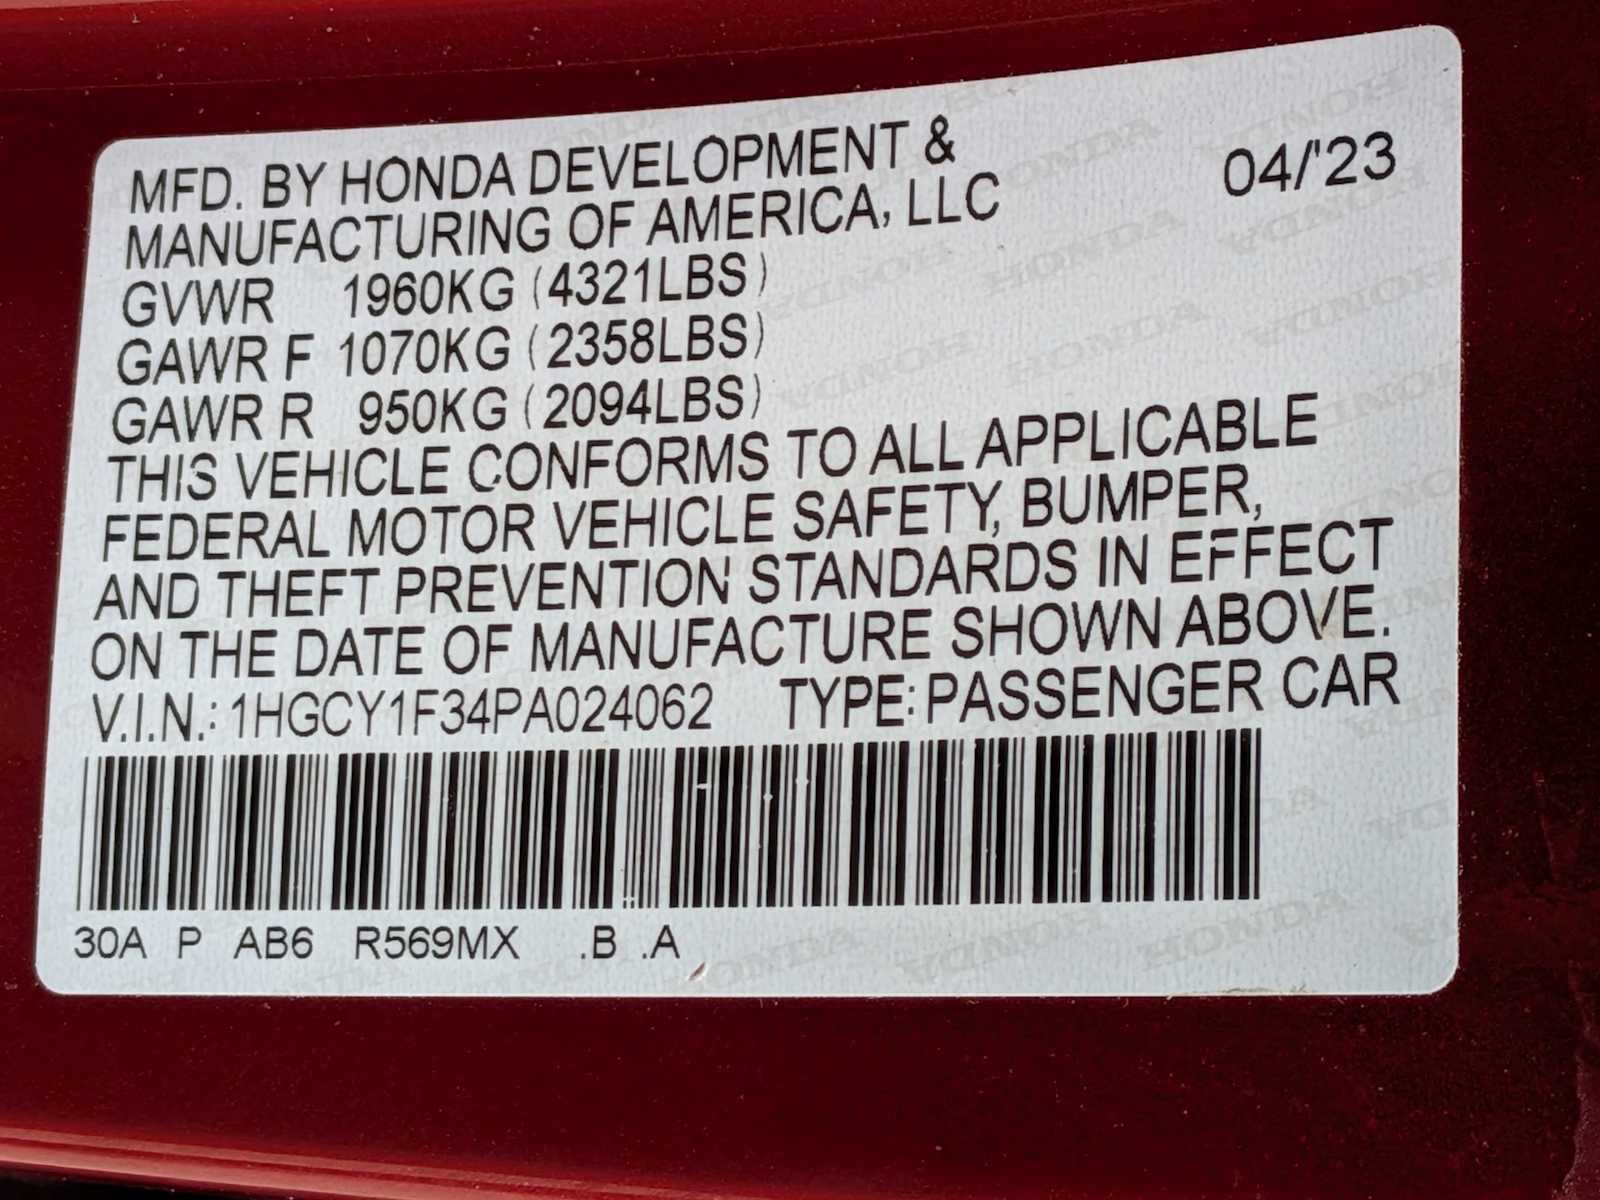 MFD. BY HONDA DEVELOPMENT &
MANUFACTURING OF AMERICA, LLC
04/'23
GVWR 1960KG (4321LBS)
GAWR F 1070KG (2358LBS)
GAWR R 950KG (2094LBS)
THIS VEHICLE CONFORMS TO ALL APPLICABLE
FEDERAL MOTOR VEHICLE SAFETY, BUMPER,
AND THEFT PREVENTION STANDARDS IN EFFECT
ON THE DATE OF MANUFACTURE SHOWN ABOVE.
V.I.N.: 1HGCY1F34PA024062 TYPE: PASSENGER CAR
30A P AB6 R569MX .B .A